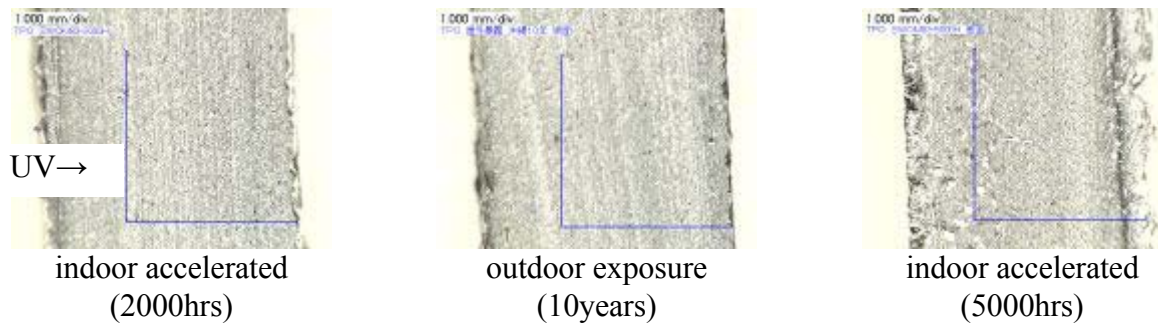 1.000 mm/div
1.000 mm/div
1.000 mm/div
UV→
indoor accelerated
(2000hrs)
outdoor exposure
(10years)
indoor accelerated
(5000hrs)